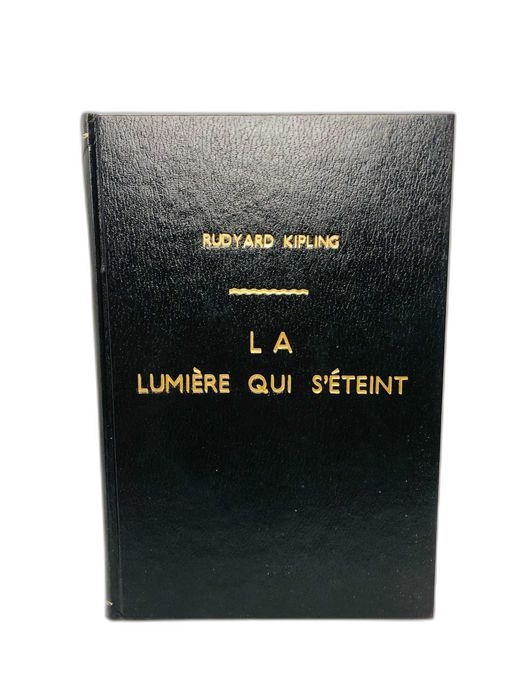 RUDYARD KIPLING
LA
LUMIÈRE QUI S'ÉTEINT